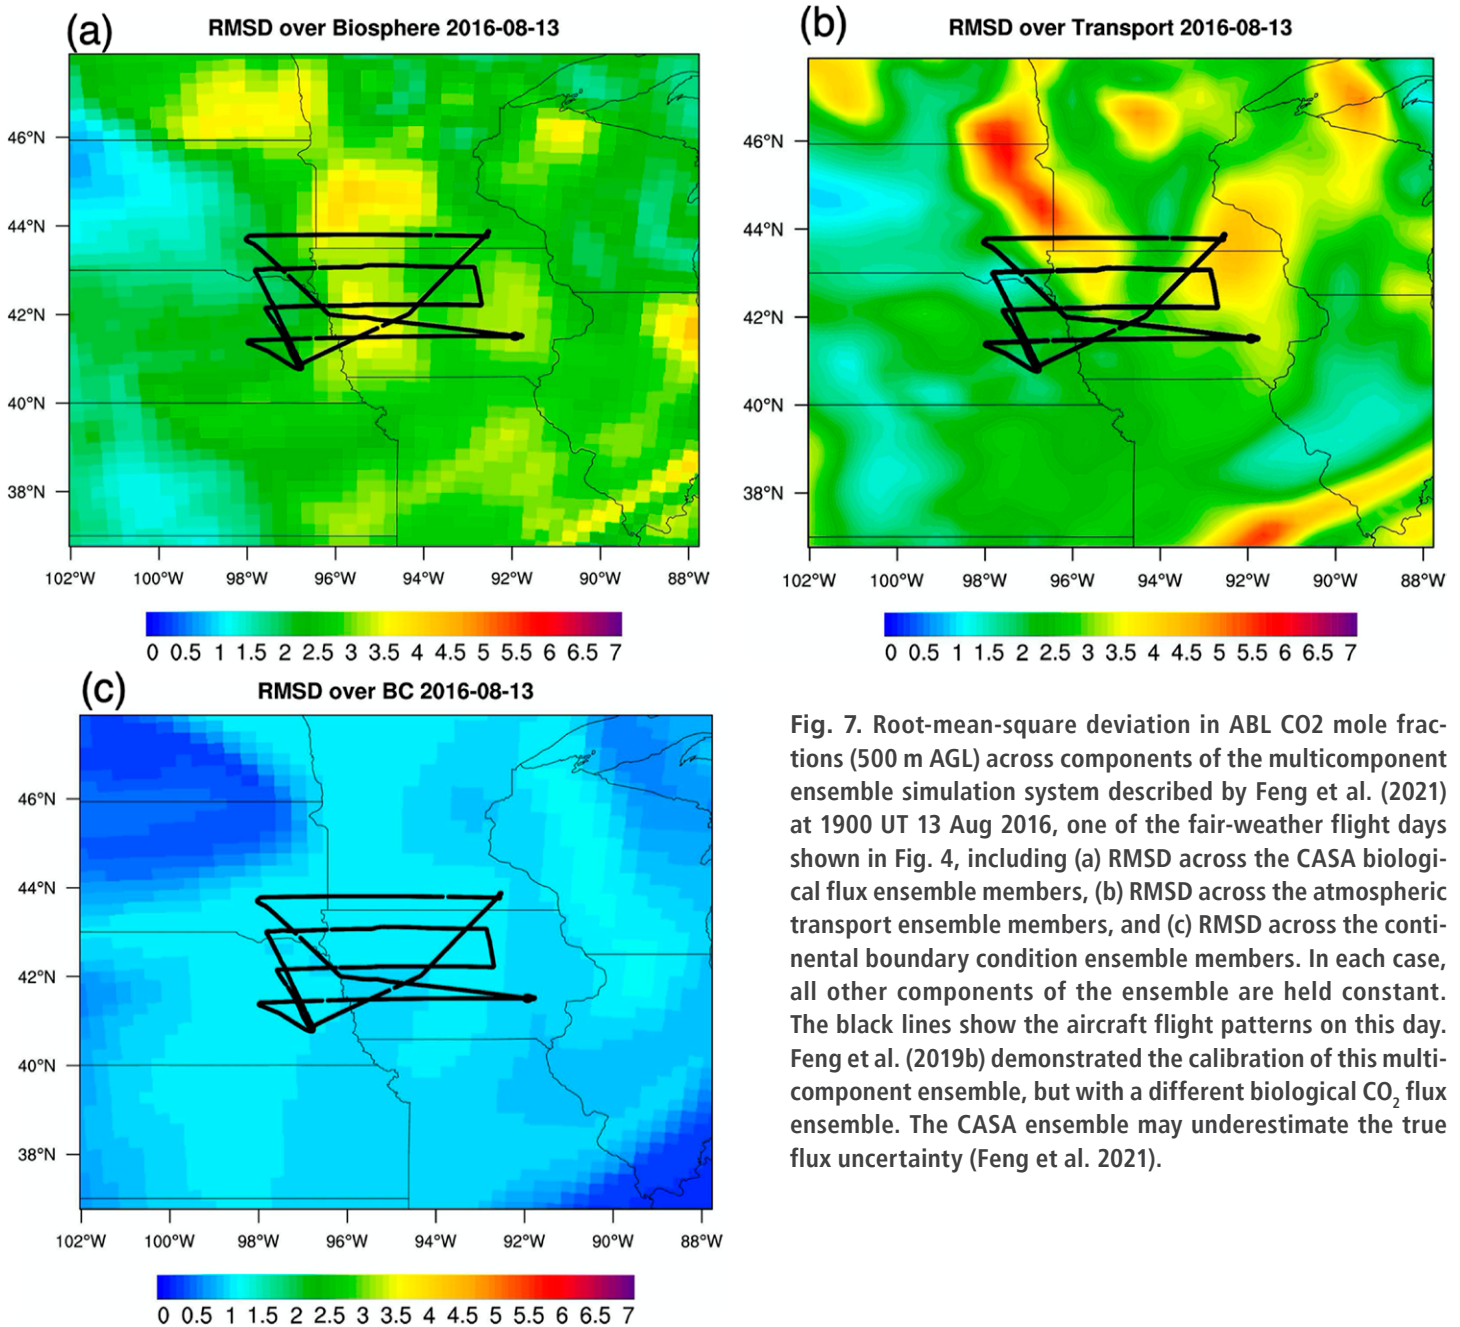 (a)
RMSD over Biosphere 2016-08-13
46°N
44°N
42°N
40°N
38°N
102°W 100°W 98°W 96°W 94°W 92°W 90°W 88°W
0 0.5 1 1.5 2 2.5 3 3.5 4 4.5 5 5.5 6 6.5 7
(b)
RMSD over Transport 2016-08-13
46°N
44°N
42°N
40°N
38°N
102°W 100°W 98°W 96°W 94°W 92°W 90°W 88°W
0 0.5 1 1.5 2 2.5 3 3.5 4 4.5 5 5.5 6 6.5 7
(c)
RMSD over BC 2016-08-13
46°N
44°N
42°N
40°N
38°N
102°W 100°W 98°W 96°W 94°W 92°W 90°W 88°W
0 0.5 1 1.5 2 2.5 3 3.5 4 4.5 5 5.5 6 6.5 7
Fig. 7. Root-mean-square deviation in ABL CO2 mole frac-
tions (500 m AGL) across components of the multicomponent
ensemble simulation system described by Feng et al. (2021)
at 1900 UT 13 Aug 2016, one of the fair-weather flight days
shown in Fig. 4, including (a) RMSD across the CASA biologi-
cal flux ensemble members, (b) RMSD across the atmospheric
transport ensemble members, and (c) RMSD across the conti-
nental boundary condition ensemble members. In each case,
all other components of the ensemble are held constant.
The black lines show the aircraft flight patterns on this day.
Feng et al. (2019b) demonstrated the calibration of this multi-
component ensemble, but with a different biological CO₂ flux
ensemble. The CASA ensemble may underestimate the true
flux uncertainty (Feng et al. 2021).